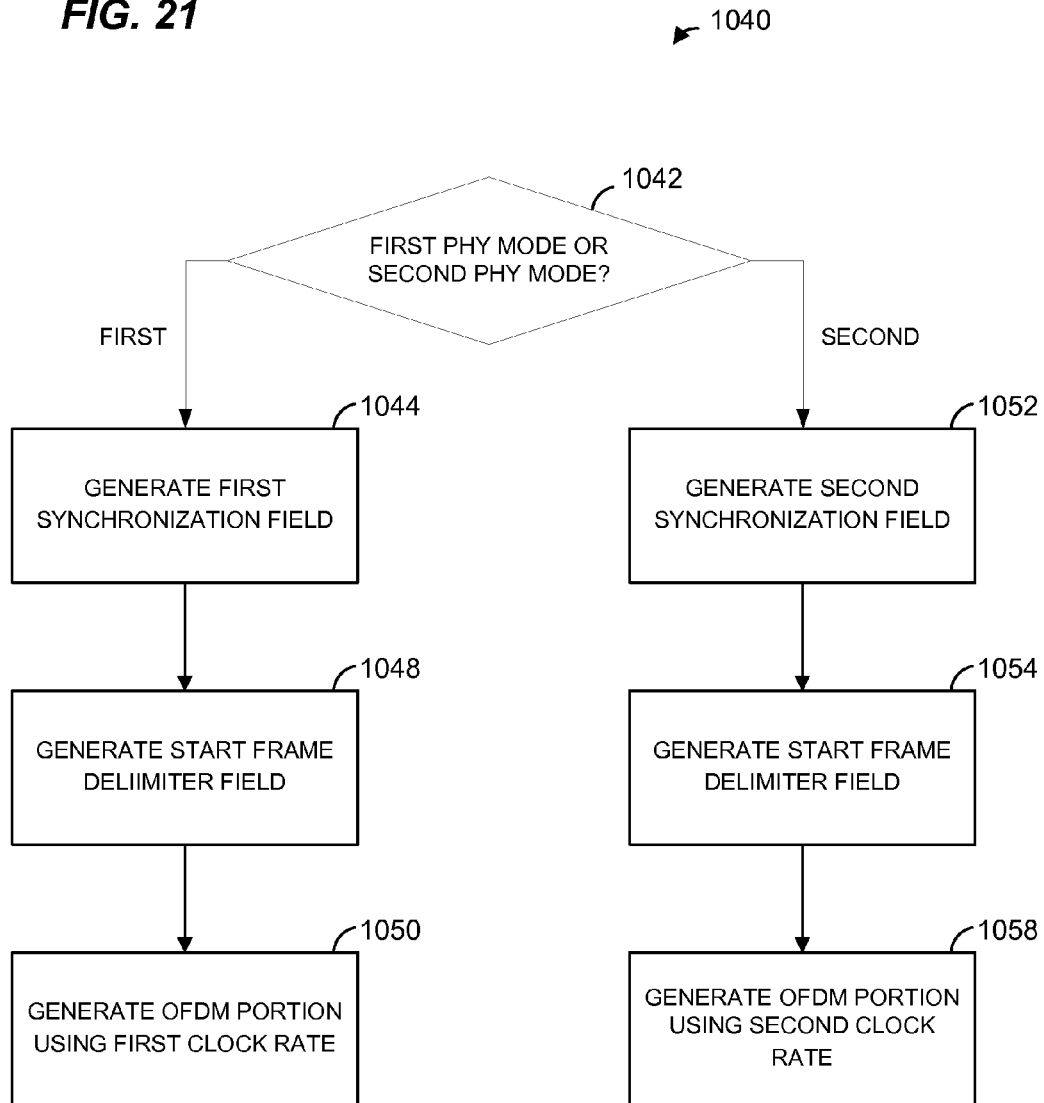 FIG. 21
1040
1042
FIRST PHY MODE OR
SECOND PHY MODE?
FIRST
SECOND
1044
GENERATE FIRST
SYNCHRONIZATION FIELD
1052
GENERATE SECOND
SYNCHRONIZATION FIELD
1048
GENERATE START FRAME
DELIIMITER FIELD
1054
GENERATE START FRAME
DELIMITER FIELD
1050
GENERATE OFDM PORTION
USING FIRST CLOCK RATE
1058
GENERATE OFDM PORTION
USING SECOND CLOCK
RATE